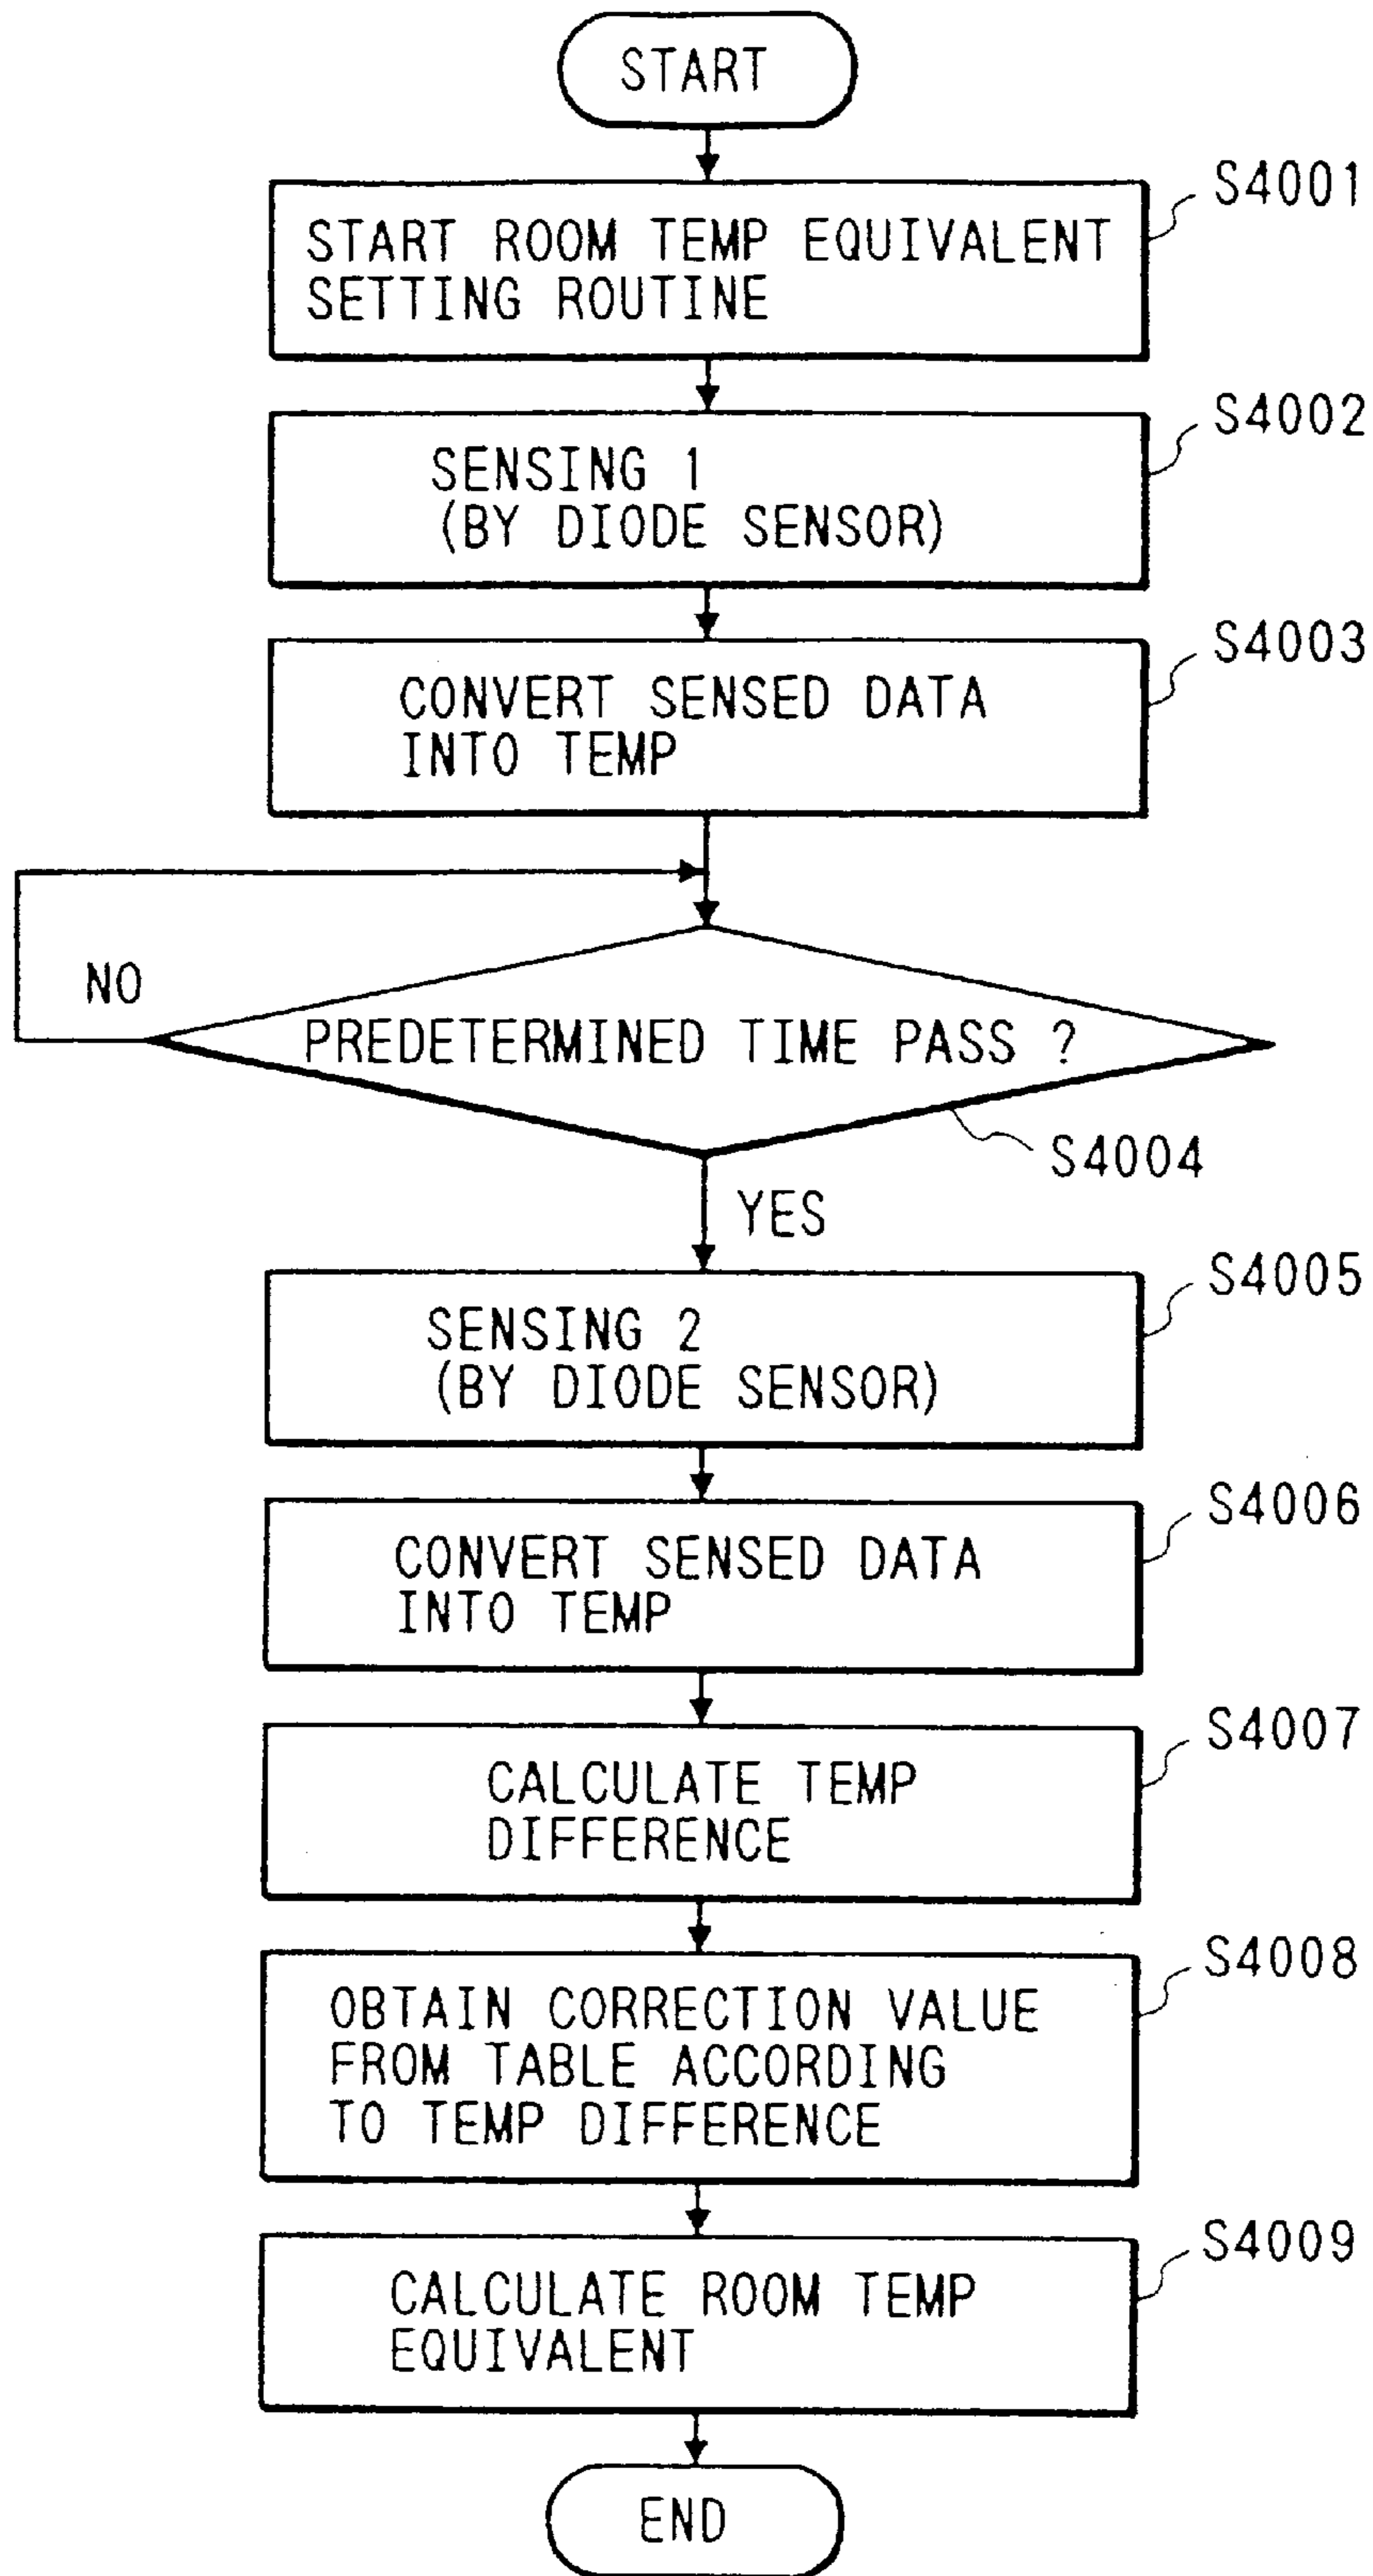 START
S4001
START ROOM TEMP EQUIVALENT
SETTING ROUTINE
S4002
SENSING 1
(BY DIODE SENSOR)
S4003
CONVERT SENSED DATA
INTO TEMP
NO
PREDETERMINED TIME PASS ?
S4004
YES
S4005
SENSING 2
(BY DIODE SENSOR)
S4006
CONVERT SENSED DATA
INTO TEMP
S4007
CALCULATE TEMP
DIFFERENCE
S4008
OBTAIN CORRECTION VALUE
FROM TABLE ACCORDING
TO TEMP DIFFERENCE
S4009
CALCULATE ROOM TEMP
EQUIVALENT
END